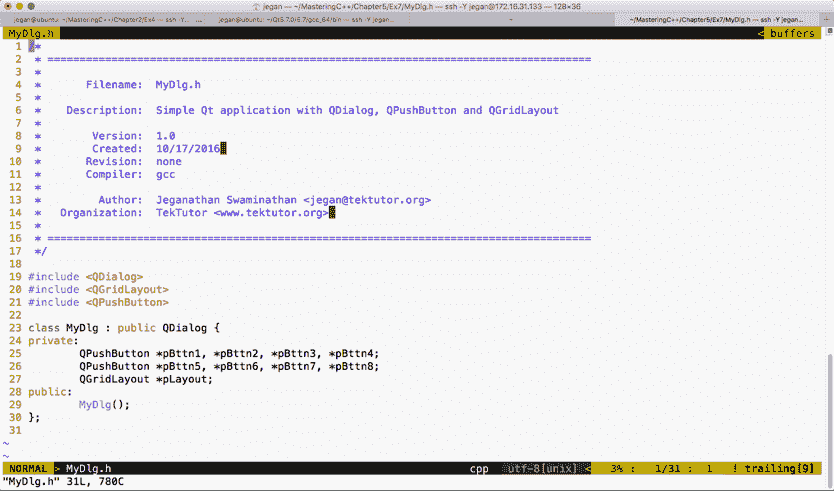 jegan — ~/MasteringC++/Chapter5/Ex7/MyDlg.h — ssh -Y jegan@172.16.31.133 — 128×36
jegan@ubuntu: ~/MasteringC++/Chapter2/Ex4 — ssh -Y... jegan@ubuntu: ~/Qt5.7.0/5.7/gcc_64/bin — ssh -Y jegan... ~/MasteringC++/Chapter5/Ex7/MyDlg.h — ssh -Y jegan...
MyDlg.h < buffers
1 /*
2 * =====================================================================================
3 *
4 * Filename: MyDlg.h
5 *
6 * Description: Simple Qt application with QDialog, QPushButton and QGridLayout
7 *
8 * Version: 1.0
9 * Created: 10/17/2016
10 * Revision: none
11 * Compiler: gcc
12 *
13 * Author: Jeganathan Swaminathan <jegan@tektutor.org>
14 * Organization: TekTutor <www.tektutor.org>
15 *
16 * =====================================================================================
17 */
18
19 #include <QDialog>
20 #include <QGridLayout>
21 #include <QPushButton>
22
23 class MyDlg : public QDialog {
24 private:
25 QPushButton *pBttn1, *pBttn2, *pBttn3, *pBttn4;
26 QPushButton *pBttn5, *pBttn6, *pBttn7, *pBttn8;
27 QGridLayout *pLayout;
28 public:
29 MyDlg();
30 };
31
~
~
NORMAL > MyDlg.h cpp utf-8[unix] < 3% : 1/31 : 1 ! trailing[9]
"MyDlg.h" 31L, 780C